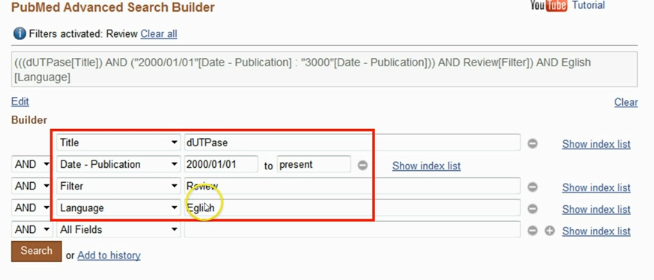 PubMed Advanced Search Builder
You Tube Tutorial
Filters activated: Review Clear all
(((dUTPase[Title]) AND ("2000/01/01"[Date - Publication] : "3000"[Date - Publication])) AND Review[Filter]) AND Eglish
[Language]
Edit Clear
Builder
Title dUTPase Show index list
AND Date - Publication 2000/01/01 to present Show index list
AND Filter Review Show index list
AND Language Eglish Show index list
AND All Fields Show index list
Search or Add to history